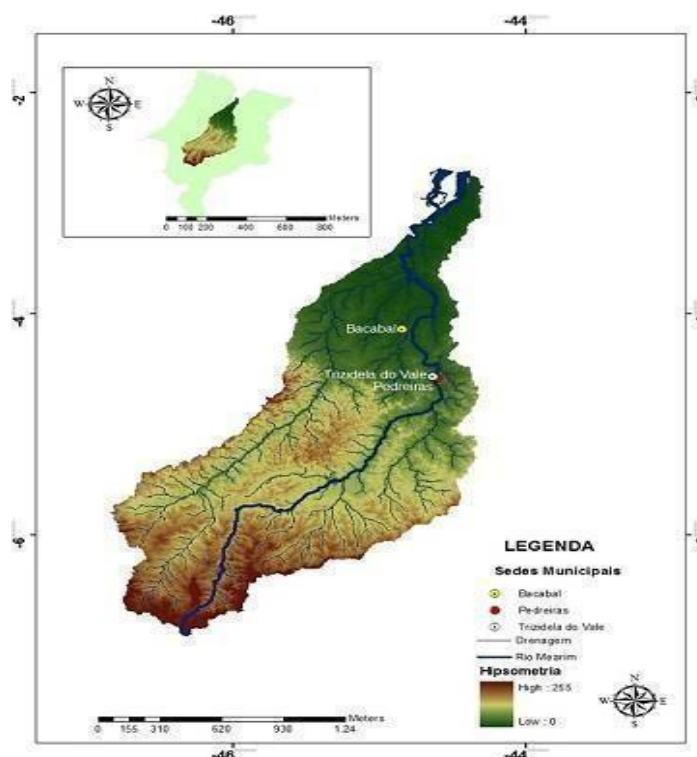 -46
-44
-2
N
W E
S
Meters
0 100 200 400 600 800
-4
Bacabal
Trizidela do Vale
Pedreiras
-6
LEGENDA
Sedes Municipais
Bacabal
Pedreiras
Trizidela do Vale
Drenagem
Rio Mearim
Hipsometria
High : 255
Low : 0
N
W E
S
Meters
0 155 310 620 930 1.24
-46
-44